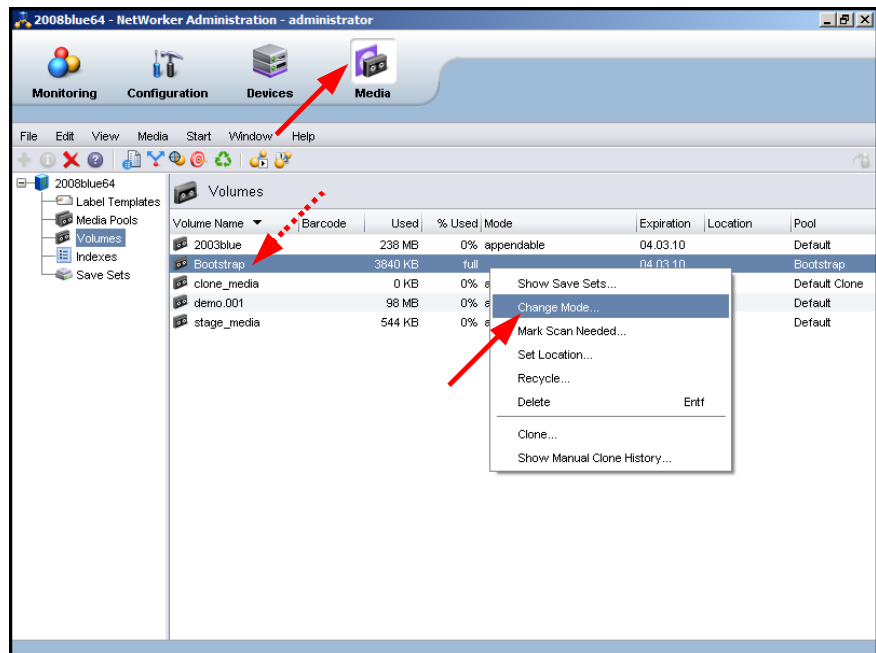 2008blue64 - NetWorker Administration - administrator
Monitoring Configuration Devices Media
File Edit View Media Start Window Help
2008blue64
Label Templates
Media Pools
Volumes
Indexes
Save Sets
Volumes
Volume Name Barcode Used % Used Mode Expiration Location Pool
2003blue 238 MB 0% appendable 04.03.10 Default
Bootstrap 3840 KB full 04.03.10 Bootstrap
clone_media 0 KB 0% a Default Clone
demo.001 98 MB 0% a Default
stage_media 544 KB 0% a Default
Show Save Sets...
Change Mode...
Mark Scan Needed...
Set Location...
Recycle...
Delete Entf
Clone...
Show Manual Clone History...